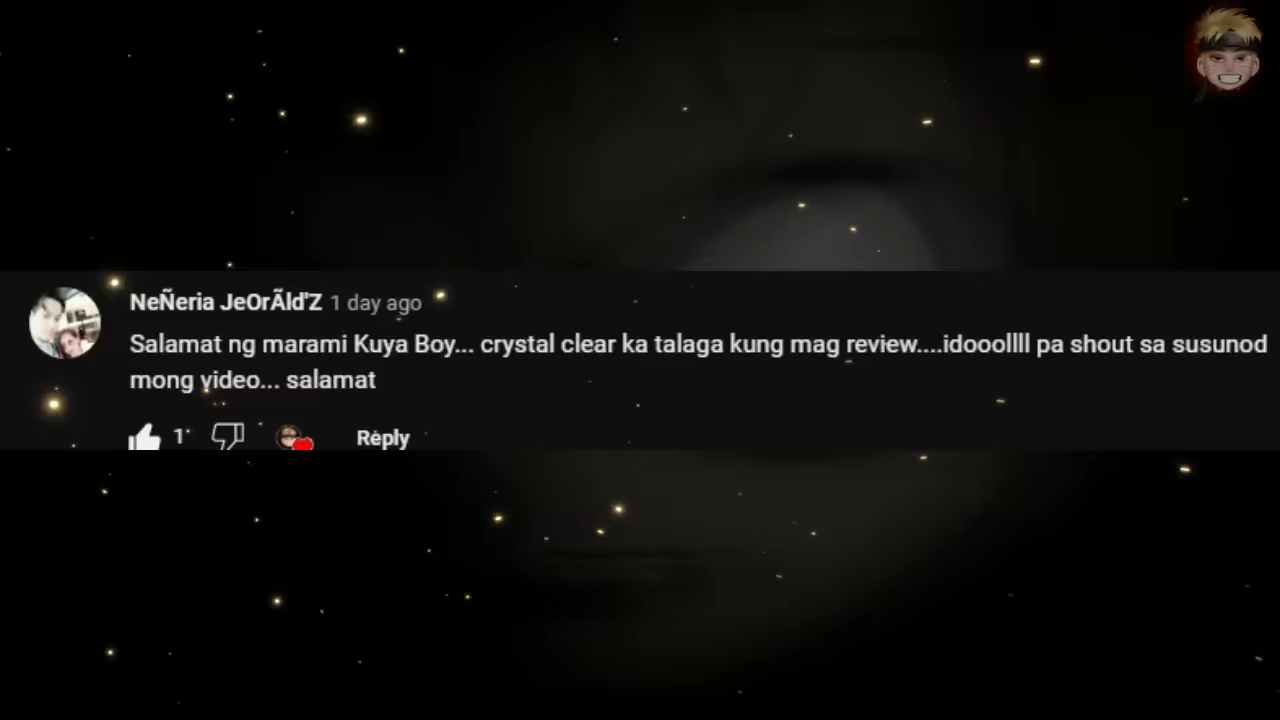 NeÑeria JeOrÃld'Z 1 day ago
Salamat ng marami Kuya Boy... crystal clear ka talaga kung mag review....idooollll pa shout sa susunod
mong video... salamat
1 Reply